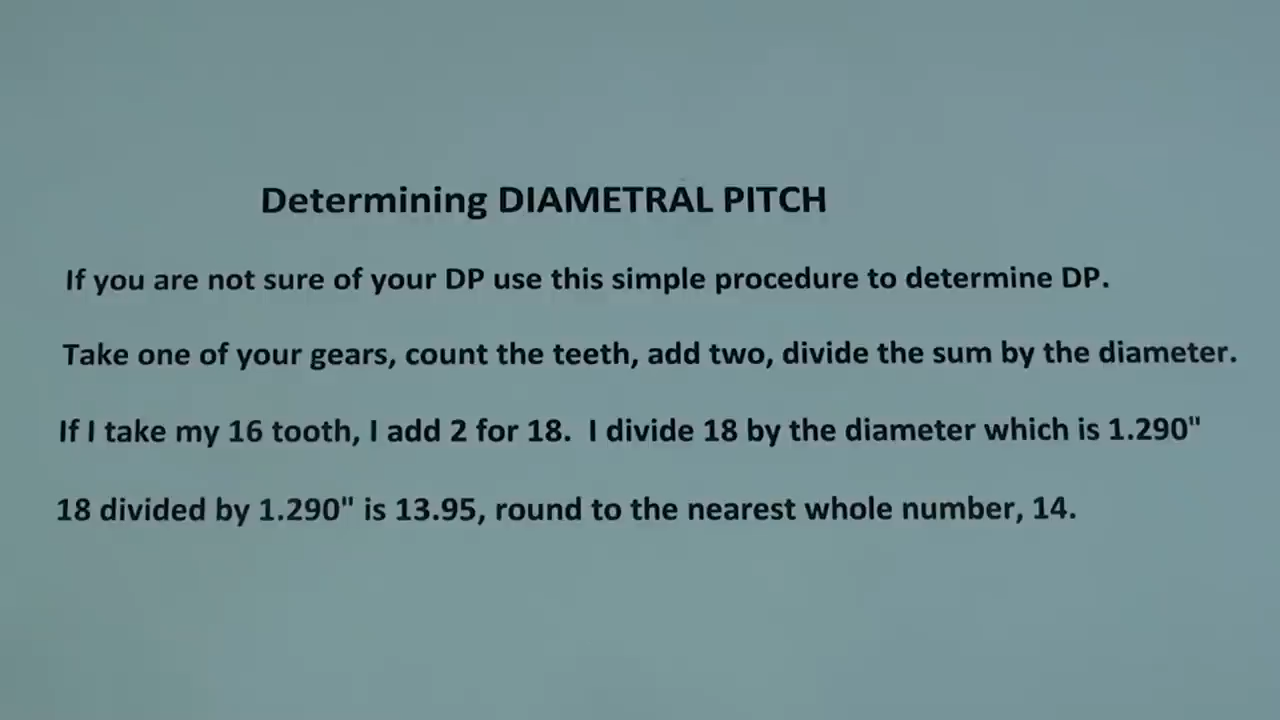 Determining DIAMETRAL PITCH
If you are not sure of your DP use this simple procedure to determine DP.
Take one of your gears, count the teeth, add two, divide the sum by the diameter.
If I take my 16 tooth, I add 2 for 18.  I divide 18 by the diameter which is 1.290"
18 divided by 1.290" is 13.95, round to the nearest whole number, 14.